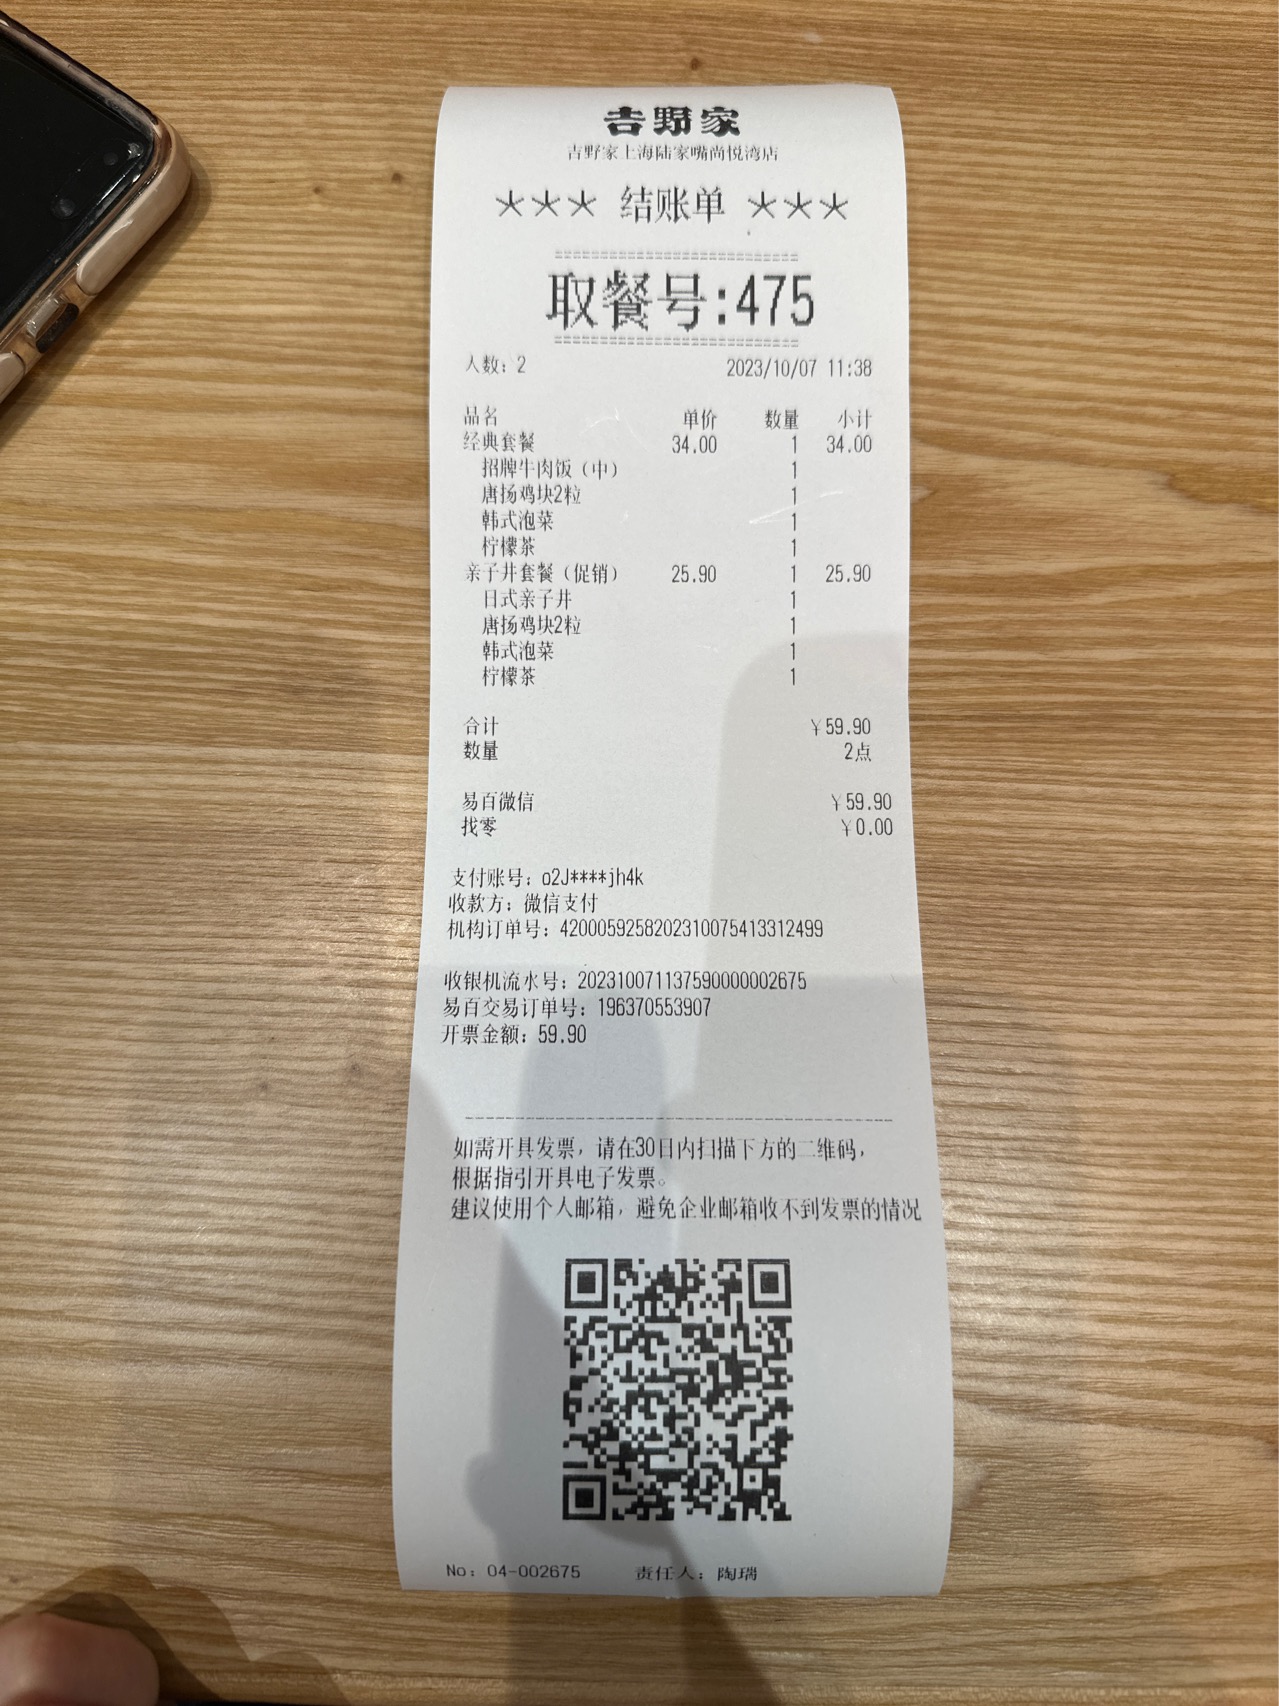 吉野家
吉野家上海陆家嘴尚悦湾店
*** 结账单 ***
=========================
取餐号:475
=========================
人数：2 2023/10/07 11:38
品名 单价 数量 小计
经典套餐 34.00 1 34.00
招牌牛肉饭（中） 1
唐扬鸡块2粒 1
韩式泡菜 1
柠檬茶 1
亲子丼套餐（促销） 25.90 1 25.90
日式亲子丼 1
唐扬鸡块2粒 1
韩式泡菜 1
柠檬茶 1
合计 ￥59.90
数量 2点
易百微信 ￥59.90
找零 ￥0.00
支付账号：o2J****jh4k
收款方：微信支付
机构订单号：4200059258202310075413312499
收银机流水号：2023100711375900000​02675
易百交易订单号：196370553907
开票金额：59.90
如需开具发票，请在30日内扫描下方的二维码，
根据指引开具电子发票。
建议使用个人邮箱，避免企业邮箱收不到发票的情况
No：04-002675 责任人：陶瑞